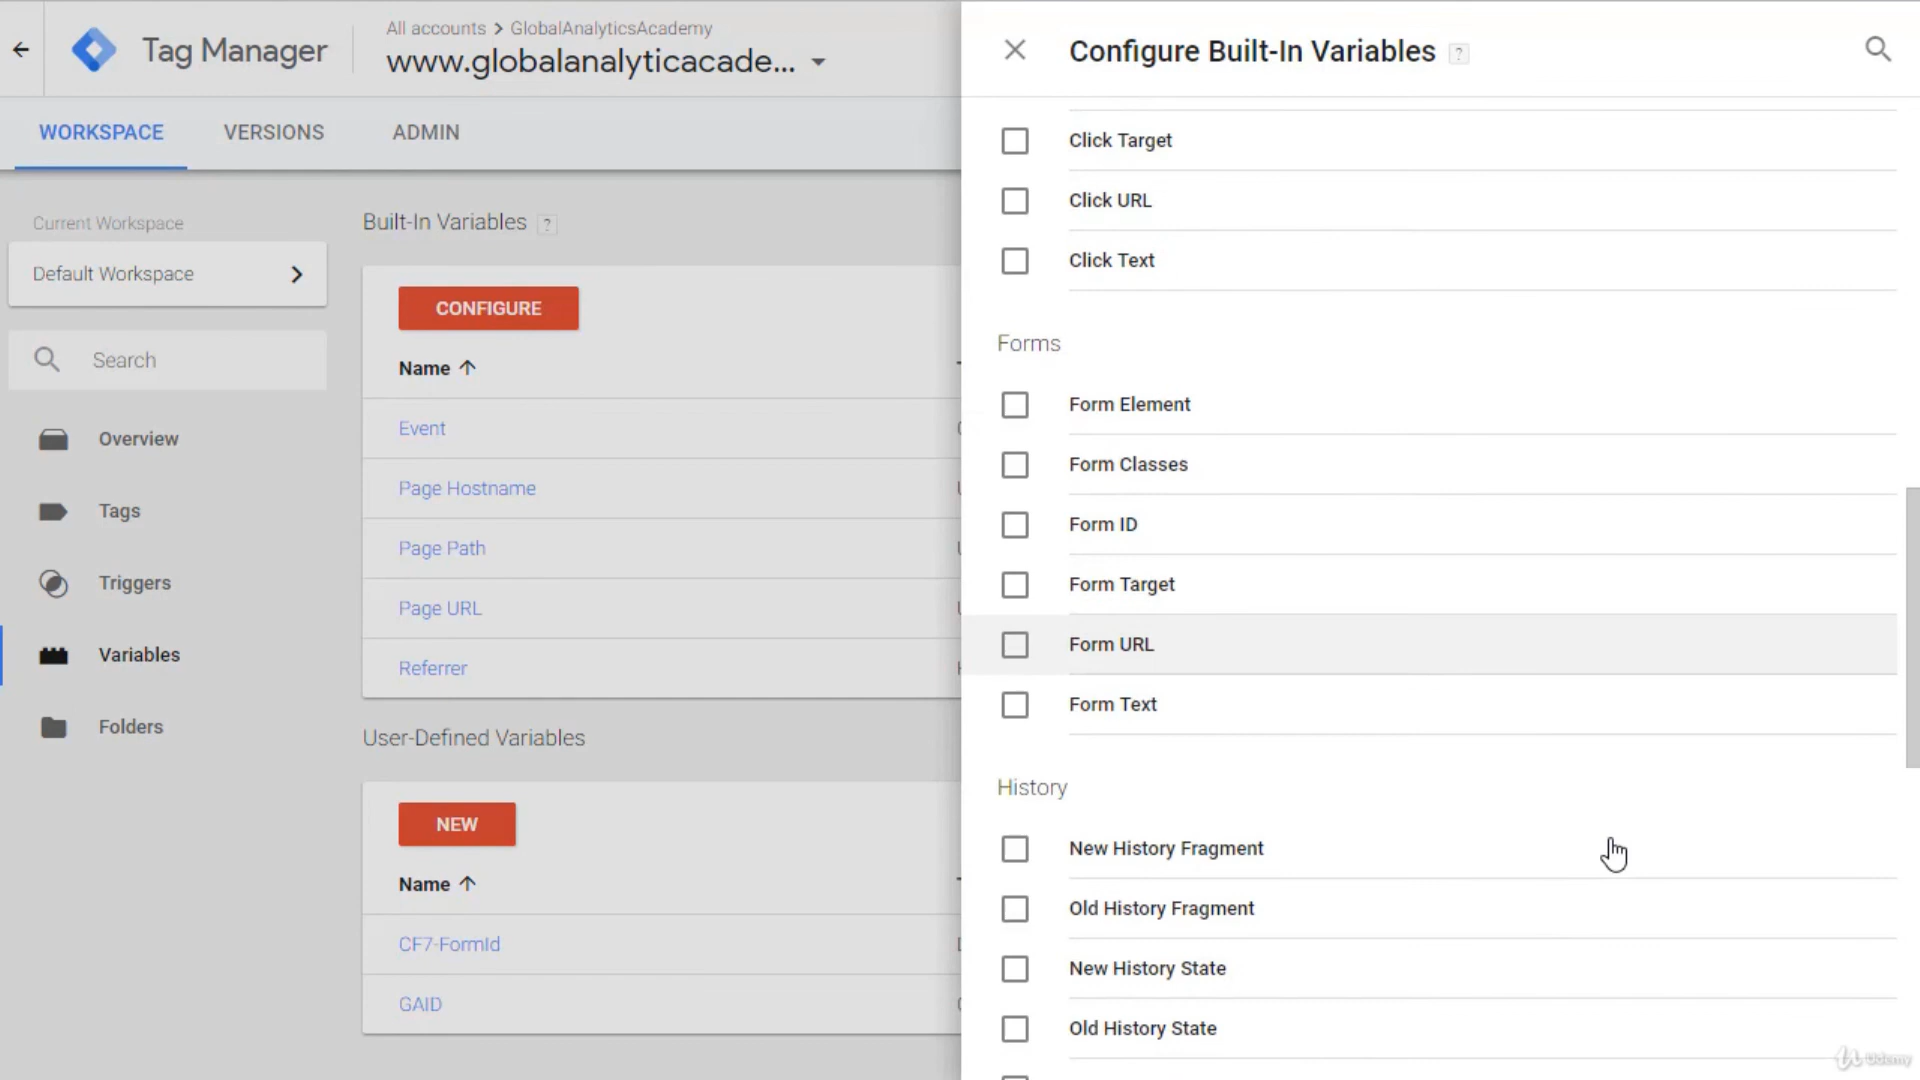 Tag Manager
All accounts > GlobalAnalyticsAcademy
www.globalanalyticacade...
WORKSPACE
VERSIONS
ADMIN
Current Workspace
Default Workspace
Search
Overview
Tags
Triggers
Variables
Folders
Built-In Variables ?
CONFIGURE
Name
Event
Page Hostname
Page Path
Page URL
Referrer
User-Defined Variables
NEW
Name
CF7-FormId
GAID
Configure Built-In Variables ?
Click Target
Click URL
Click Text
Forms
Form Element
Form Classes
Form ID
Form Target
Form URL
Form Text
History
New History Fragment
Old History Fragment
New History State
Old History State
Udemy